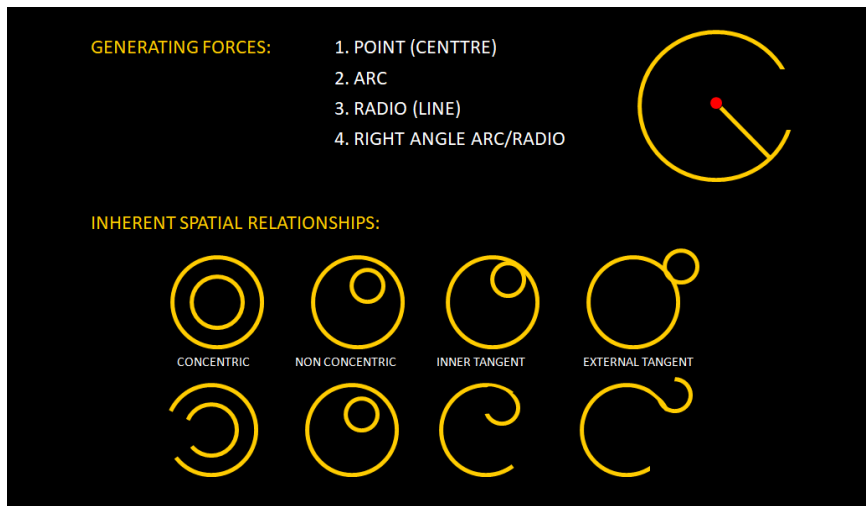 GENERATING FORCES:
1. POINT (CENTTRE)
2. ARC
3. RADIO (LINE)
4. RIGHT ANGLE ARC/RADIO
INHERENT SPATIAL RELATIONSHIPS:
CONCENTRIC
NON CONCENTRIC
INNER TANGENT
EXTERNAL TANGENT